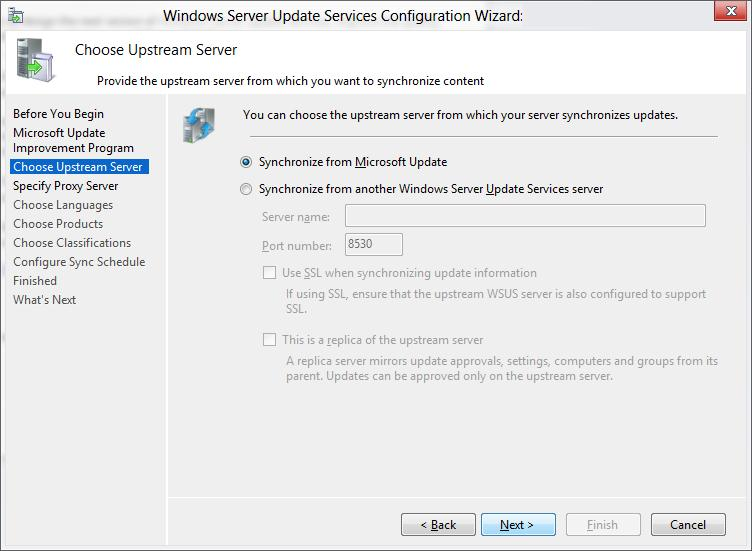 Windows Server Update Services Configuration Wizard:
Choose Upstream Server
Provide the upstream server from which you want to synchronize content
Before You Begin
Microsoft Update
Improvement Program
Choose Upstream Server
Specify Proxy Server
Choose Languages
Choose Products
Choose Classifications
Configure Sync Schedule
Finished
What's Next
You can choose the upstream server from which your server synchronizes updates.
Synchronize from Microsoft Update
Synchronize from another Windows Server Update Services server
Server name:
Port number:
8530
Use SSL when synchronizing update information
If using SSL, ensure that the upstream WSUS server is also configured to support
SSL.
This is a replica of the upstream server
A replica server mirrors update approvals, settings, computers and groups from its
parent. Updates can be approved only on the upstream server.
< Back
Next >
Finish
Cancel